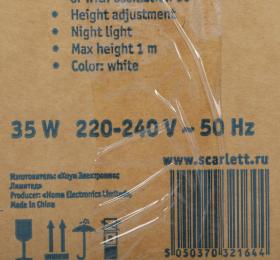 • Height adjustment
• Night light
• Max height 1 m
• Color: white
35 W 220-240 V ~ 50 Hz
www.scarlett.ru
Изготовитель: «Хоум Электроникс
Лимитед»
Producer: «Home Electronics Limited»
Made in China
5 050370 321644